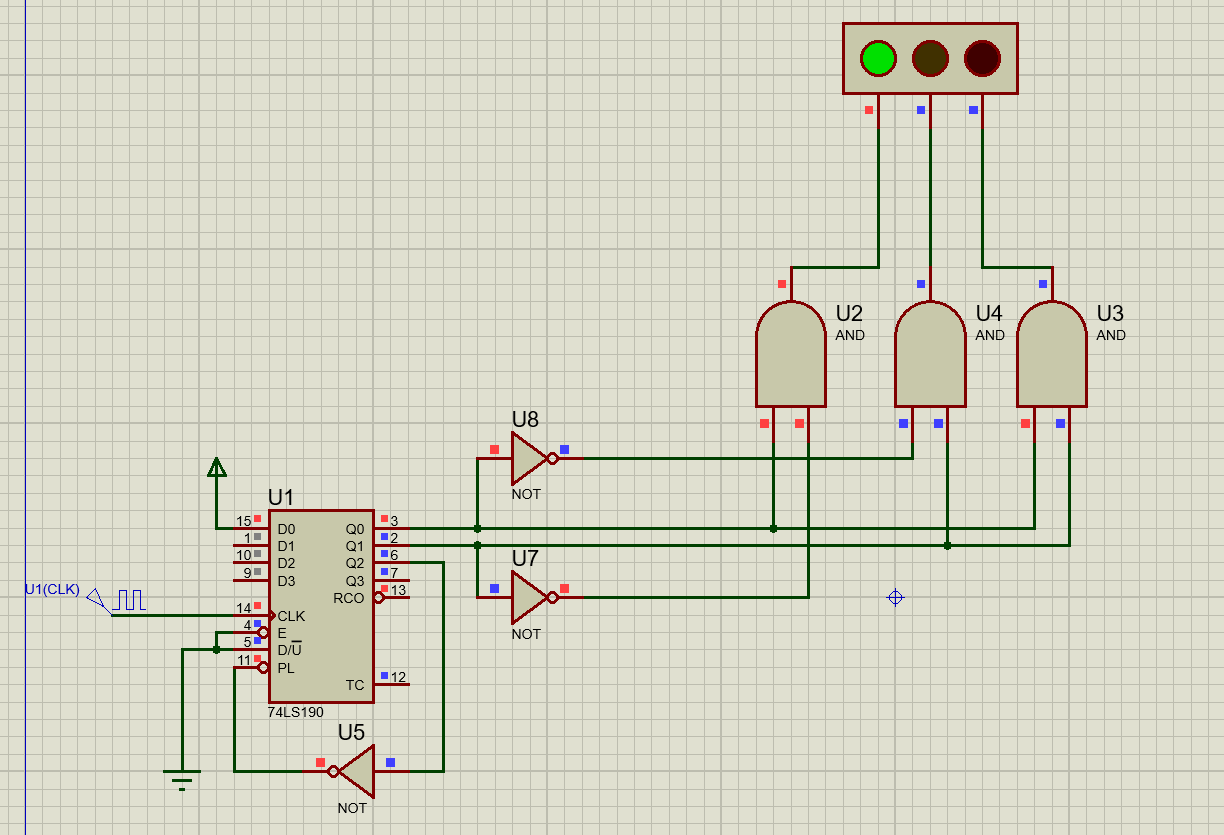 U2
AND
U4
AND
U3
AND
U8
NOT
U1
15 D0 Q0 3
1 D1 Q1 2
10 D2 Q2 6
9 D3 Q3 7
RCO 13
U1(CLK)
14 CLK
4 E
5 D/U
11 PL
TC 12
74LS190
U7
NOT
U5
NOT